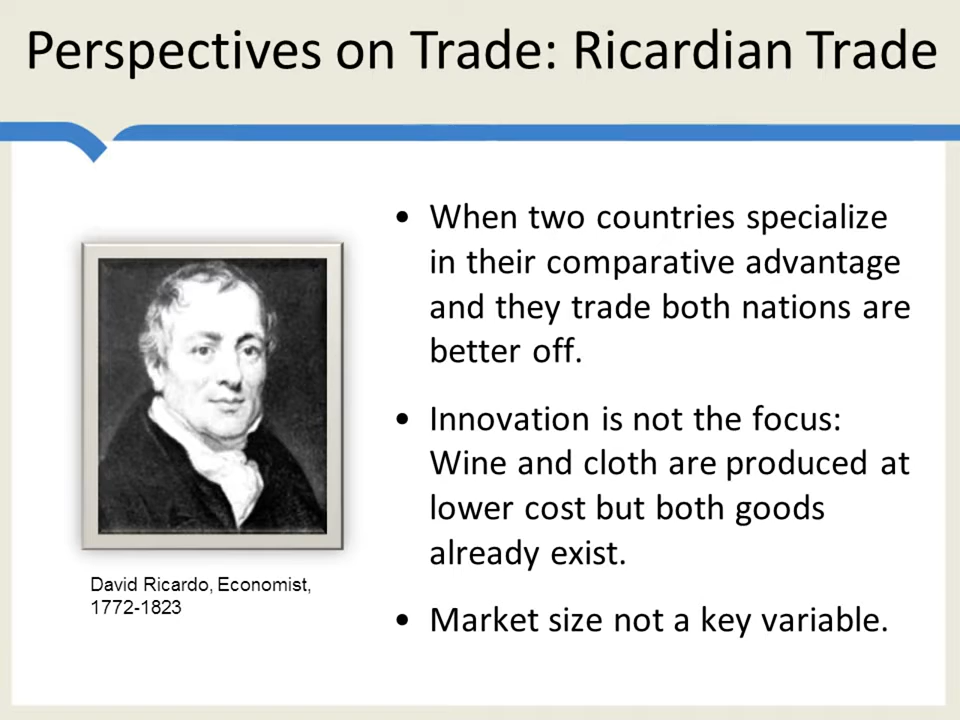 Perspectives on Trade: Ricardian Trade
• When two countries specialize
in their comparative advantage
and they trade both nations are
better off.
• Innovation is not the focus:
Wine and cloth are produced at
lower cost but both goods
already exist.
• Market size not a key variable.
David Ricardo, Economist,
1772-1823